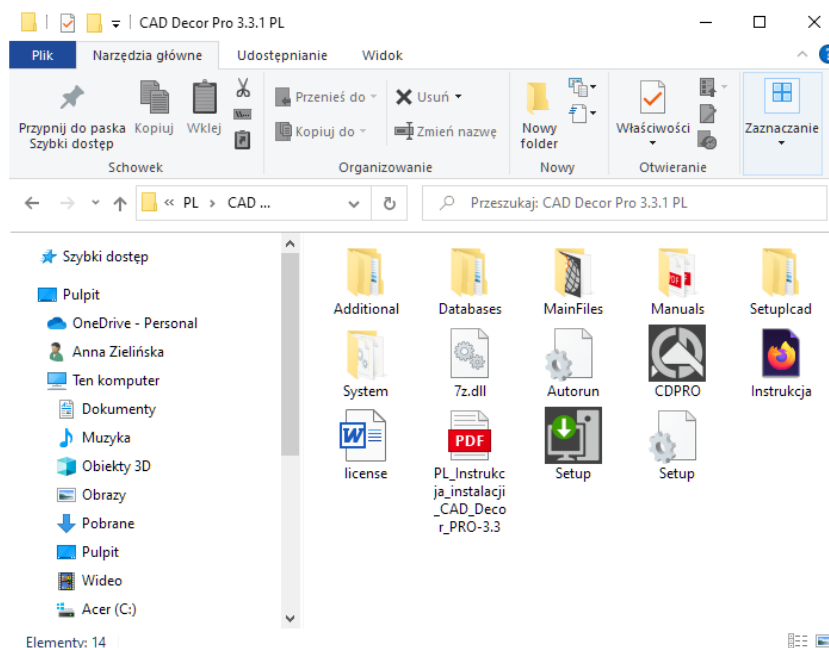 CAD Decor Pro 3.3.1 PL
Plik Narzędzia główne Udostępnianie Widok
Przypnij do paska
Szybki dostęp
Kopiuj
Wklej
Schowek
Przenieś do
Kopiuj do
Usuń
Zmień nazwę
Organizowanie
Nowy
folder
Nowy
Właściwości
Otwieranie
Zaznaczanie
« PL > CAD ...
Przeszukaj: CAD Decor Pro 3.3.1 PL
Szybki dostęp
Pulpit
OneDrive - Personal
Anna Zielińska
Ten komputer
Dokumenty
Muzyka
Obiekty 3D
Obrazy
Pobrane
Pulpit
Wideo
Acer (C:)
Additional
Databases
MainFiles
Manuals
SetupIcad
System
7z.dll
Autorun
CDPRO
Instrukcja
license
PDF
PL_Instrukc
ja_instalacji
_CAD_Deco
r_PRO-3.3
Setup
Setup
Elementy: 14